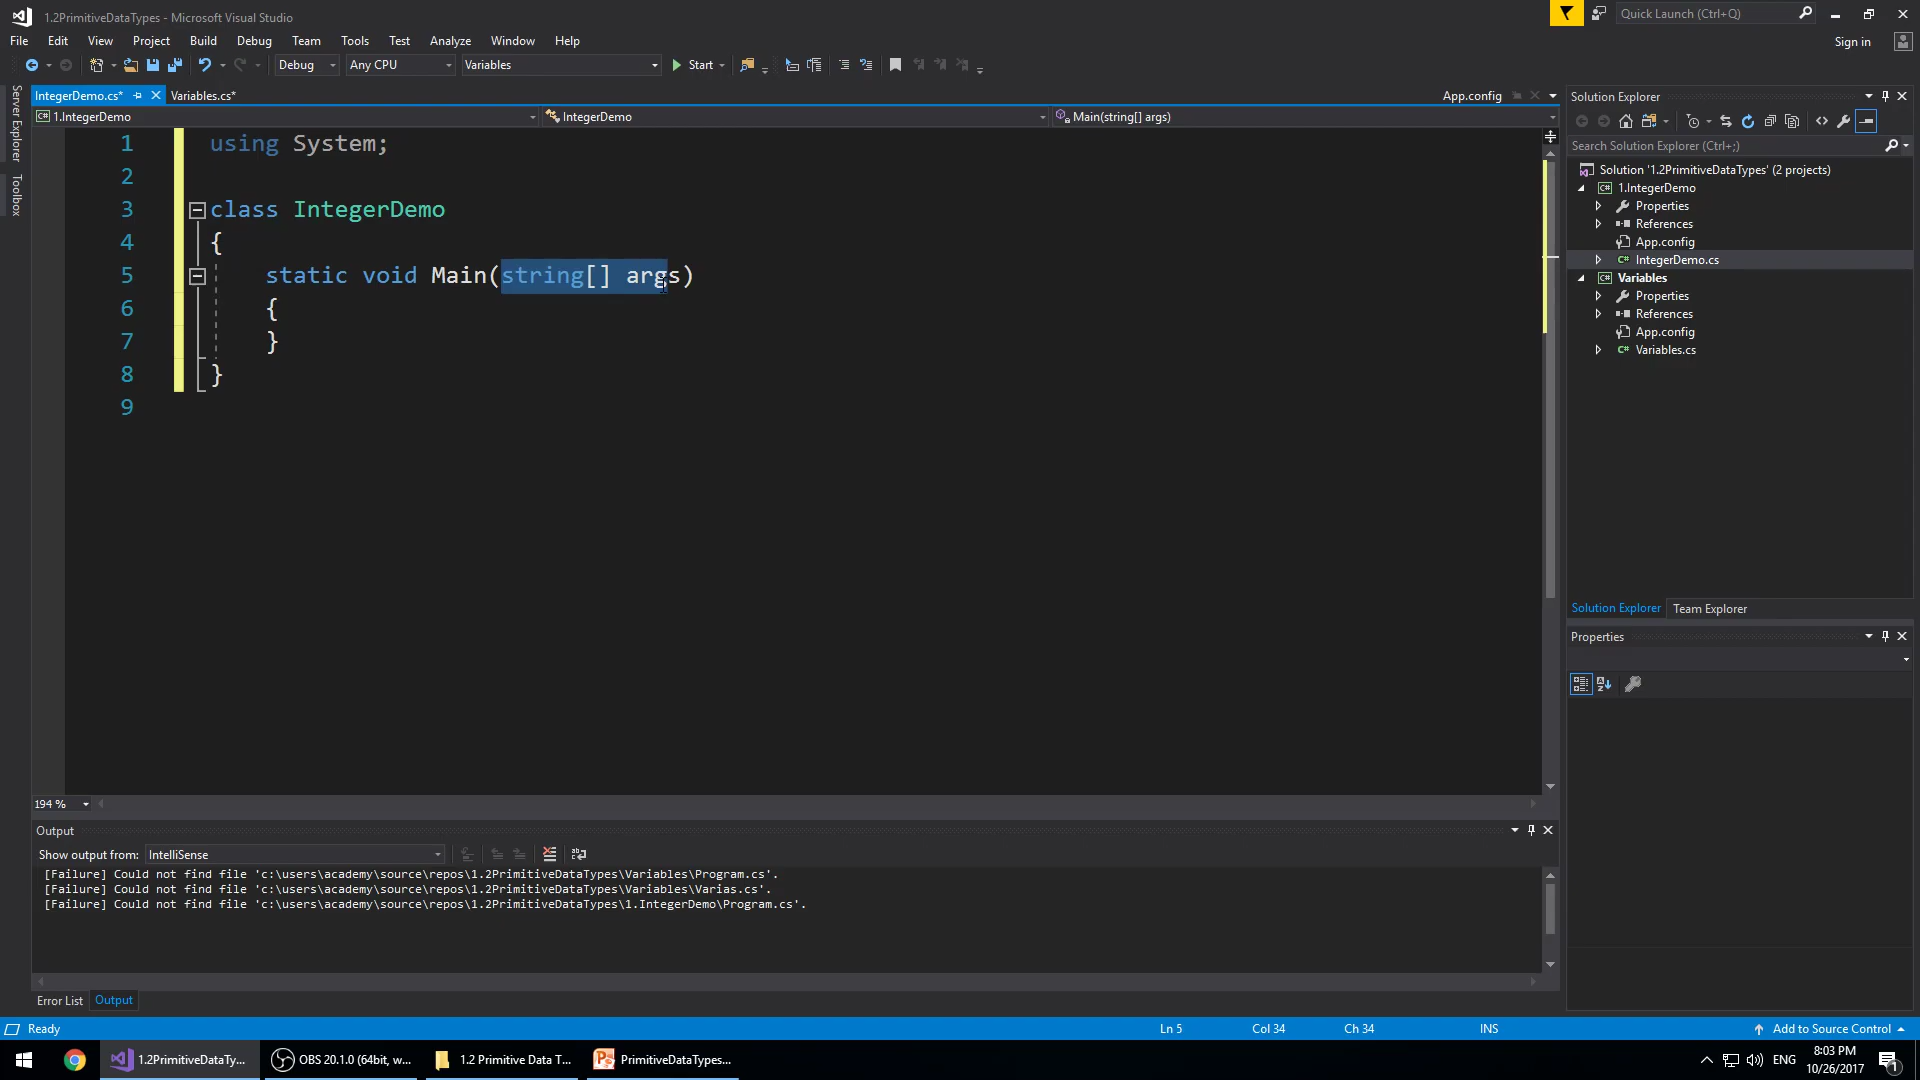 1.2PrimitiveDataTypes - Microsoft Visual Studio
Quick Launch (Ctrl+Q)
File Edit View Project Build Debug Team Tools Test Analyze Window Help
Sign in
Debug Any CPU Variables Start
IntegerDemo.cs* Variables.cs* App.config
1.IntegerDemo IntegerDemo Main(string[] args)
Server Explorer
Toolbox
1 using System;
2
3 class IntegerDemo
4 {
5 static void Main(string[] args)
6 {
7 }
8 }
9
194 %
Solution Explorer
Search Solution Explorer (Ctrl+;)
Solution '1.2PrimitiveDataTypes' (2 projects)
1.IntegerDemo
Properties
References
App.config
IntegerDemo.cs
Variables
Properties
References
App.config
Variables.cs
Solution Explorer Team Explorer
Properties
Output
Show output from: IntelliSense
[Failure] Could not find file 'c:\users\academy\source\repos\1.2PrimitiveDataTypes\Variables\Program.cs'.
[Failure] Could not find file 'c:\users\academy\source\repos\1.2PrimitiveDataTypes\Variables\Varias.cs'.
[Failure] Could not find file 'c:\users\academy\source\repos\1.2PrimitiveDataTypes\1.IntegerDemo\Program.cs'.
Error List Output
Ready Ln 5 Col 34 Ch 34 INS Add to Source Control
1.2PrimitiveDataTy... OBS 20.1.0 (64bit, w... 1.2 Primitive Data T... PrimitiveDataTypes... ENG 8:03 PM
10/26/2017
1